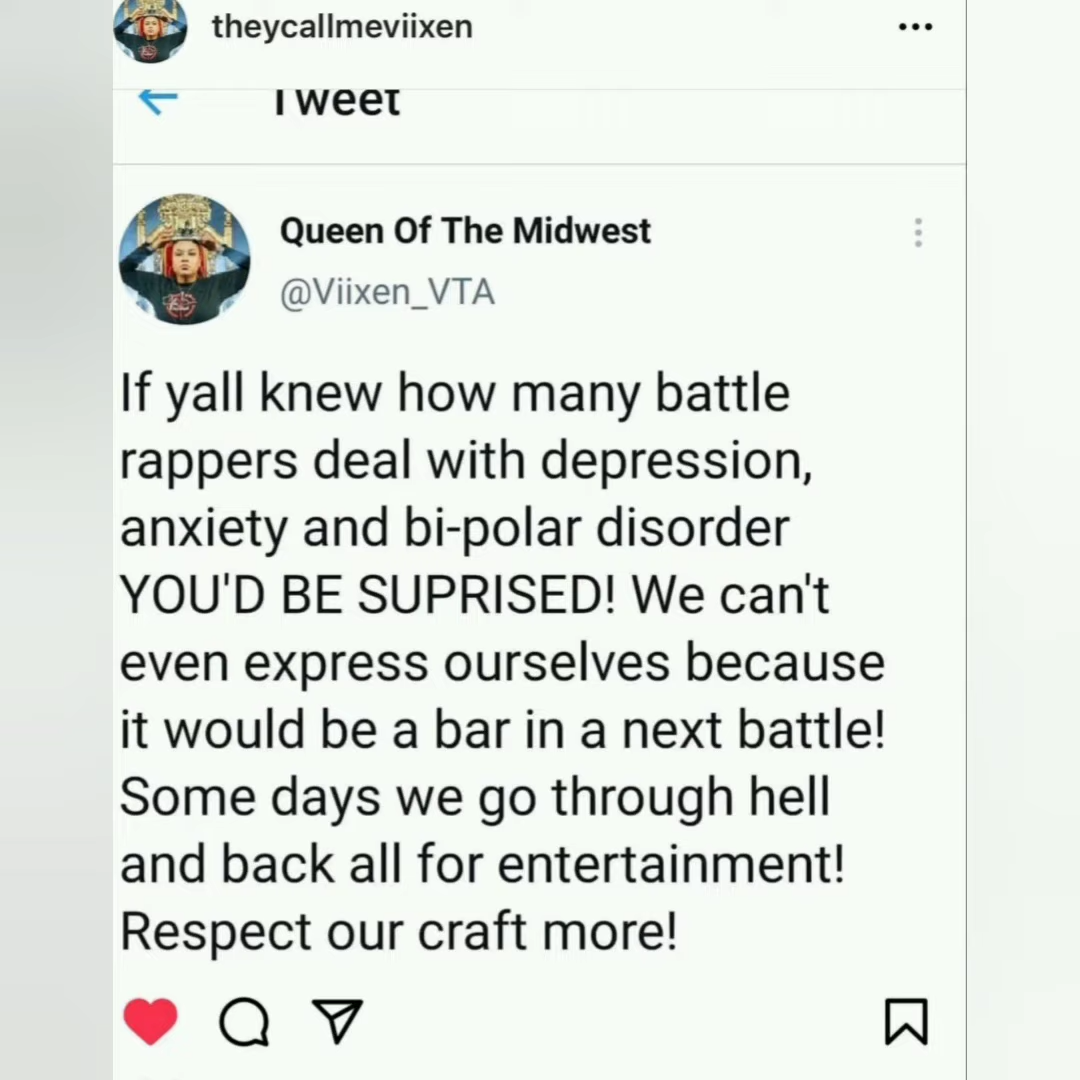 theycallmeviixen
Tweet
Queen Of The Midwest
@Viixen_VTA
If yall knew how many battle
rappers deal with depression,
anxiety and bi-polar disorder
YOU'D BE SUPRISED! We can't
even express ourselves because
it would be a bar in a next battle!
Some days we go through hell
and back all for entertainment!
Respect our craft more!